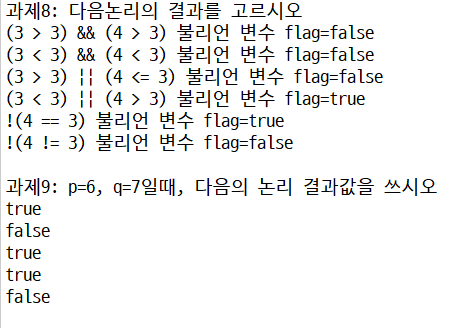 과제8: 다음논리의 결과를 고르시오
(3 > 3) && (4 > 3) 불리언 변수 flag=false
(3 < 3) && (4 < 3) 불리언 변수 flag=false
(3 > 3) || (4 <= 3) 불리언 변수 flag=false
(3 < 3) || (4 > 3) 불리언 변수 flag=true
!(4 == 3) 불리언 변수 flag=true
!(4 != 3) 불리언 변수 flag=false
과제9: p=6, q=7일때, 다음의 논리 결과값을 쓰시오
true
false
true
true
false